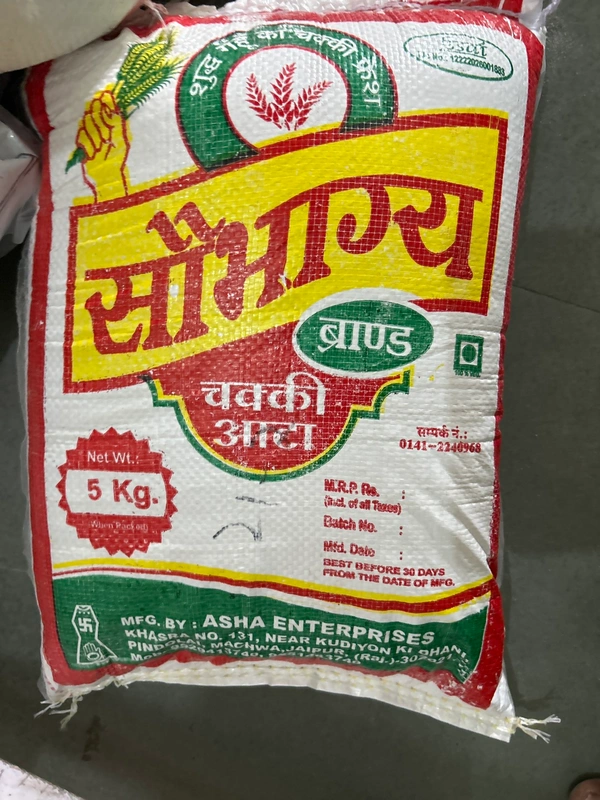 शुद्ध गेहूँ का चक्की फ्रेश
fssai
12222026001883
सौभाग्य
ब्राण्ड
चक्की
आटा
Net Wt.:
5 Kg.
(When Packed)
सम्पर्क नं.:
0141-2240968
M.R.P. Rs. :
(Incl. of all Taxes)
Batch No. :
Mfd. Date :
BEST BEFORE 30 DAYS
FROM THE DATE OF MFG.
MFG. BY : ASHA ENTERPRISES
KHASRA NO. 131, NEAR KUDIYON KI DHANI,
MACHWA, JAIPUR, (Raj.)